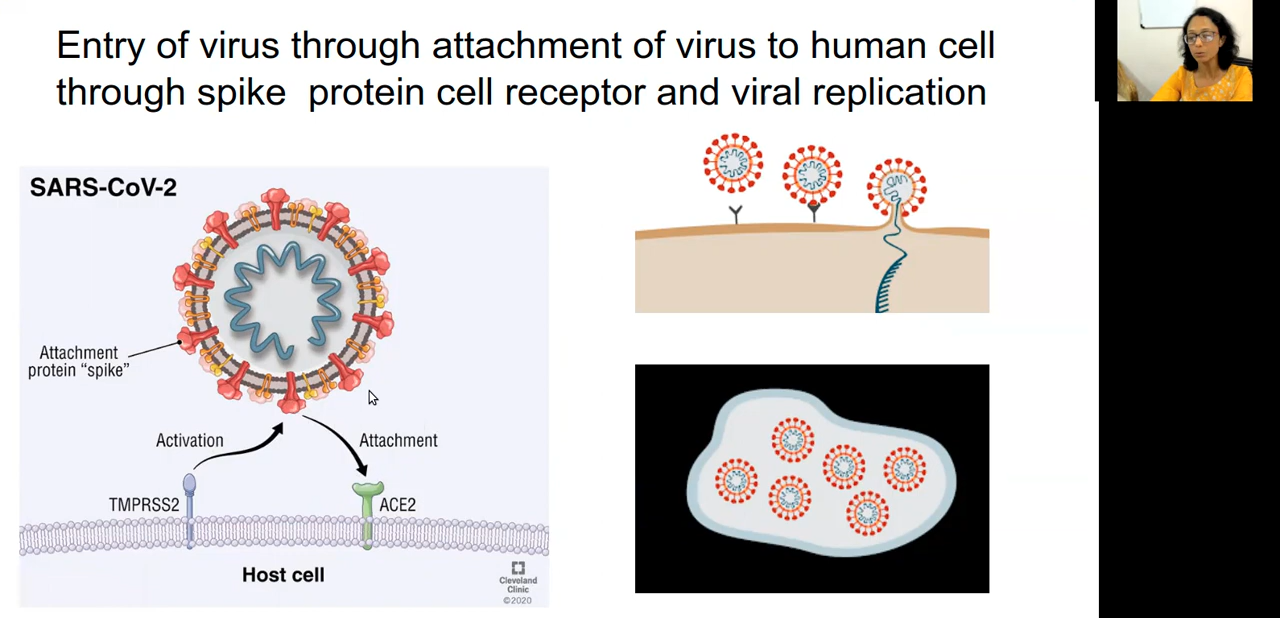 Entry of virus through attachment of virus to human cell
through spike protein cell receptor and viral replication
SARS-CoV-2
Attachment
protein “spike”
Activation
Attachment
TMPRSS2
ACE2
Host cell
Cleveland
Clinic
©2020